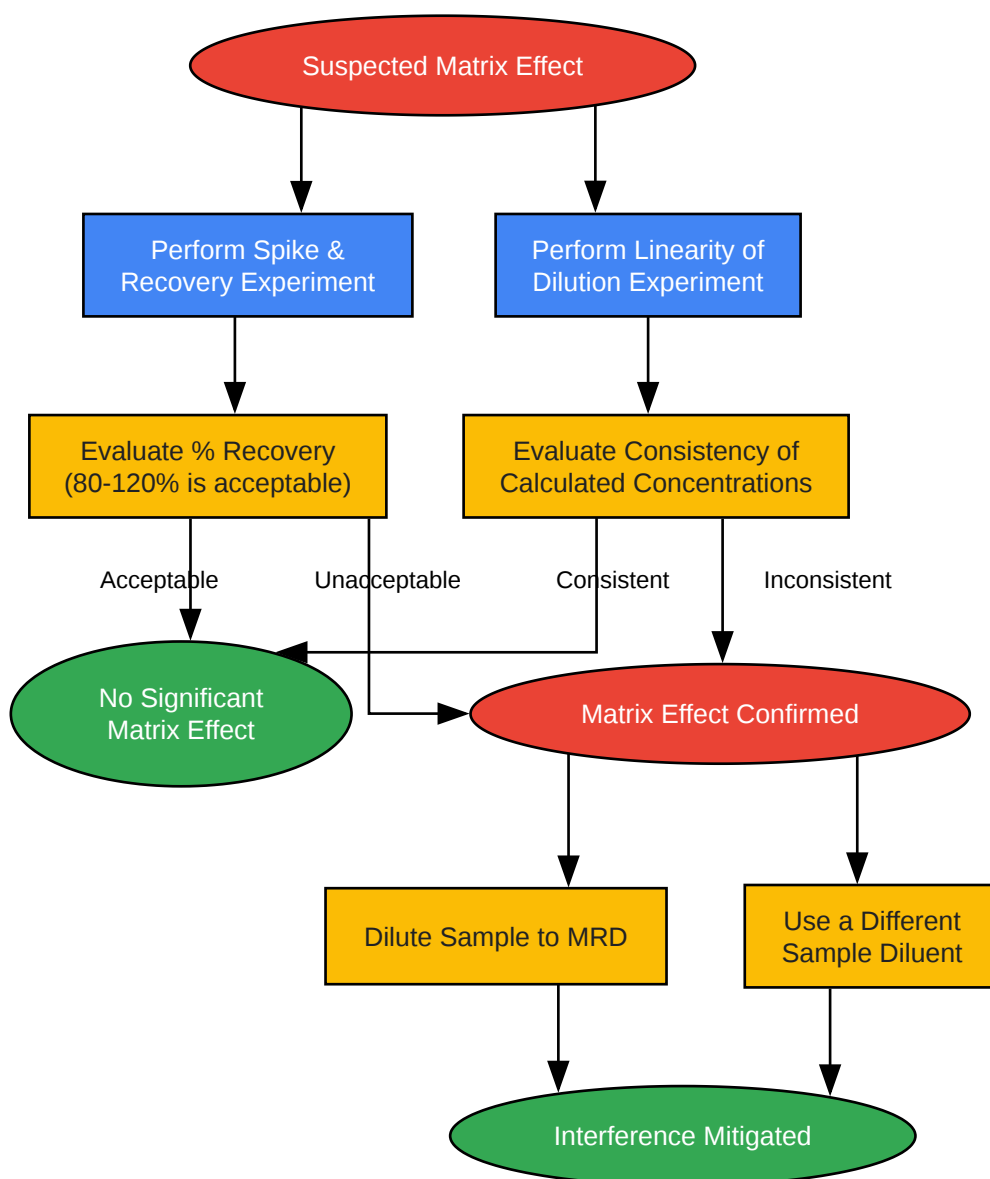 Suspected Matrix Effect
Perform Spike &
Recovery Experiment
Perform Linearity of
Dilution Experiment
Evaluate % Recovery
(80-120% is acceptable)
Evaluate Consistency of
Calculated Concentrations
Acceptable
Unacceptable
Consistent
Inconsistent
No Significant
Matrix Effect
Matrix Effect Confirmed
Dilute Sample to MRD
Use a Different
Sample Diluent
Interference Mitigated